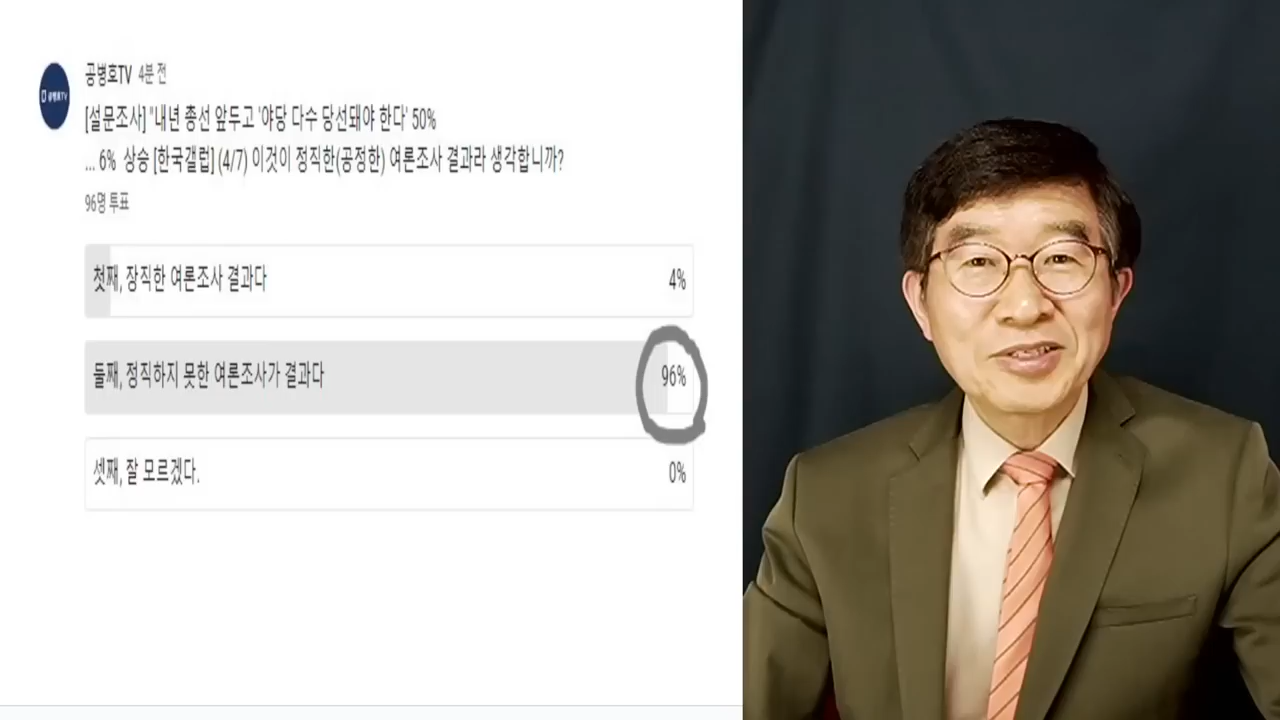 공병호TV
공병호TV 4분 전
[설문조사] "내년 총선 앞두고 '야당 다수 당선돼야 한다' 50%
... 6% 상승 [한국갤럽] (4/7) 이것이 정직한(공정한) 여론조사 결과라 생각합니까?
96명 투표
첫째, 장직한 여론조사 결과다 4%
둘째, 정직하지 못한 여론조사가 결과다 96%
셋째, 잘 모르겠다. 0%